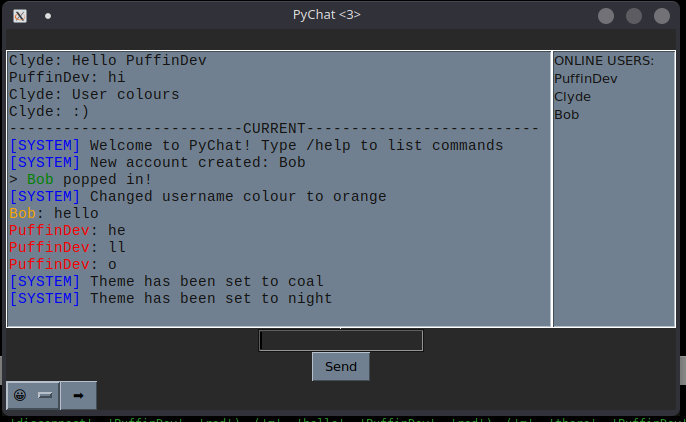 PyChat <3>
Clyde: Hello PuffinDev
PuffinDev: hi
Clyde: User colours
Clyde: :)
--------------------------CURRENT--------------------------
[SYSTEM] Welcome to PyChat! Type /help to list commands
[SYSTEM] New account created: Bob
> Bob popped in!
[SYSTEM] Changed username colour to orange
Bob: hello
PuffinDev: he
PuffinDev: ll
PuffinDev: o
[SYSTEM] Theme has been set to coal
[SYSTEM] Theme has been set to night
ONLINE USERS:
PuffinDev
Clyde
Bob
Send